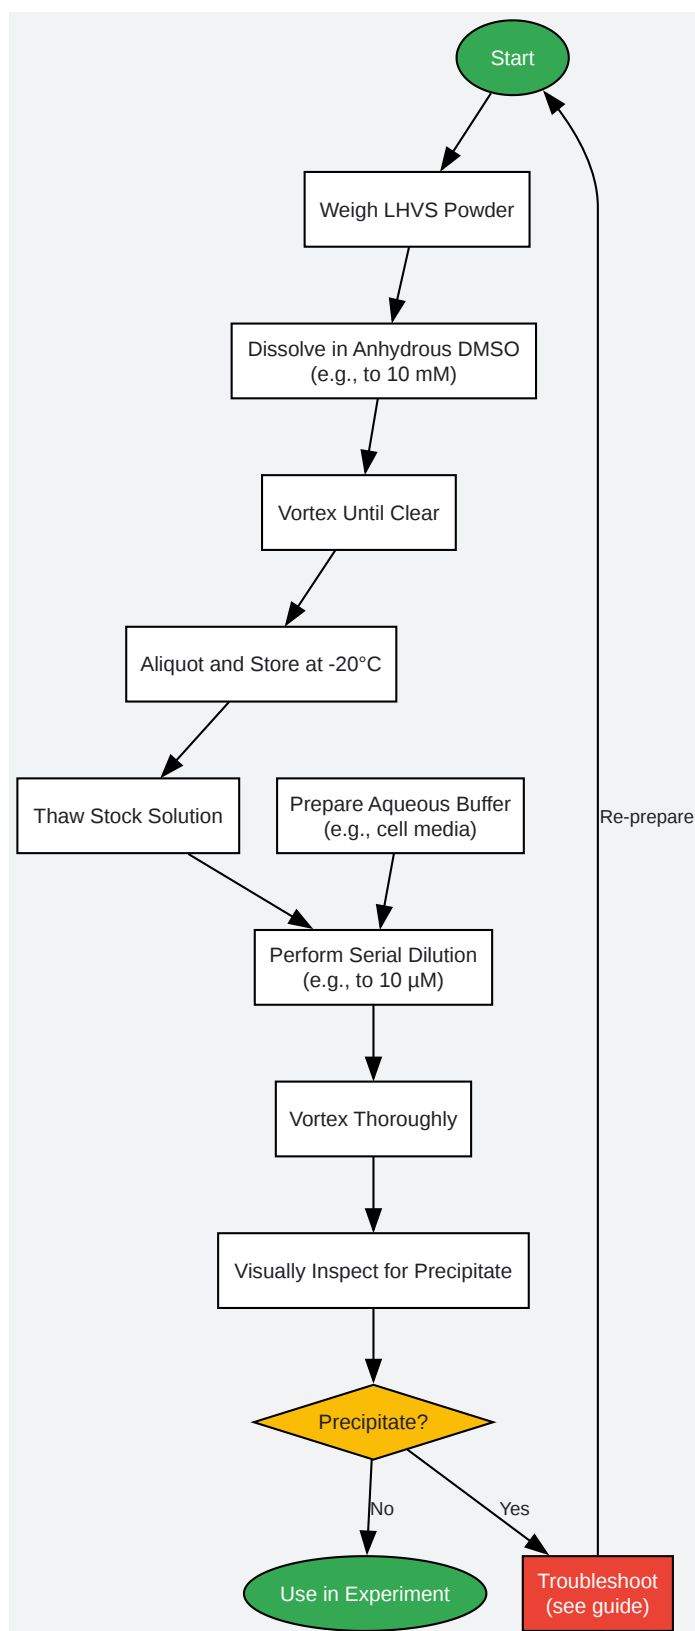 Start
Weigh LHVS Powder
Dissolve in Anhydrous DMSO
(e.g., to 10 mM)
Vortex Until Clear
Aliquot and Store at -20°C
Thaw Stock Solution
Prepare Aqueous Buffer
(e.g., cell media)
Re-prepare
Perform Serial Dilution
(e.g., to 10 µM)
Vortex Thoroughly
Visually Inspect for Precipitate
Precipitate?
No
Yes
Use in Experiment
Troubleshoot
(see guide)